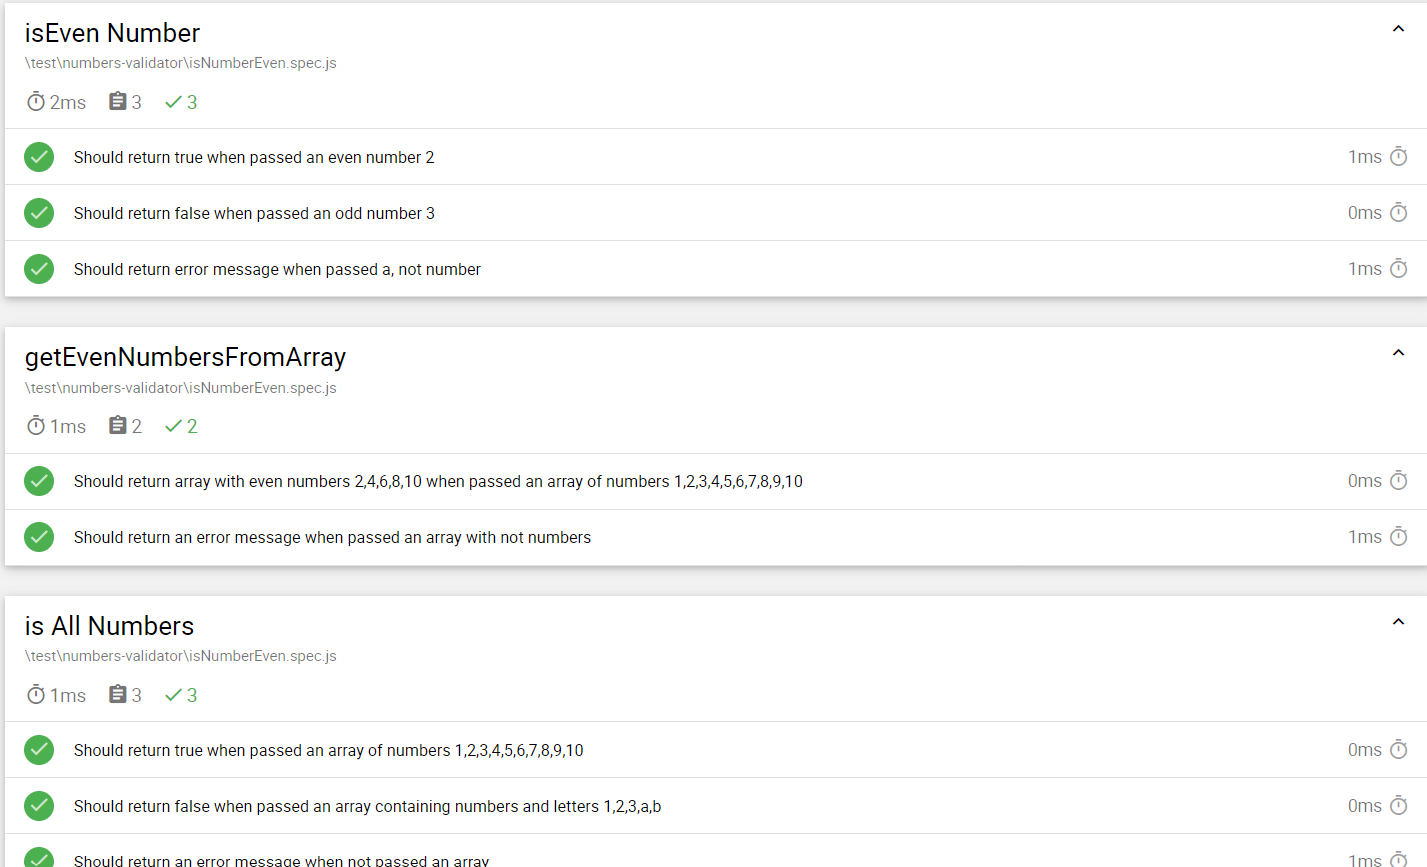 isEven Number
\test\numbers-validator\isNumberEven.spec.js
2ms 3 3
Should return true when passed an even number 2 1ms
Should return false when passed an odd number 3 0ms
Should return error message when passed a, not number 1ms
getEvenNumbersFromArray
\test\numbers-validator\isNumberEven.spec.js
1ms 2 2
Should return array with even numbers 2,4,6,8,10 when passed an array of numbers 1,2,3,4,5,6,7,8,9,10 0ms
Should return an error message when passed an array with not numbers 1ms
is All Numbers
\test\numbers-validator\isNumberEven.spec.js
1ms 3 3
Should return true when passed an array of numbers 1,2,3,4,5,6,7,8,9,10 0ms
Should return false when passed an array containing numbers and letters 1,2,3,a,b 0ms
Should return an error message when not passed an array 1ms